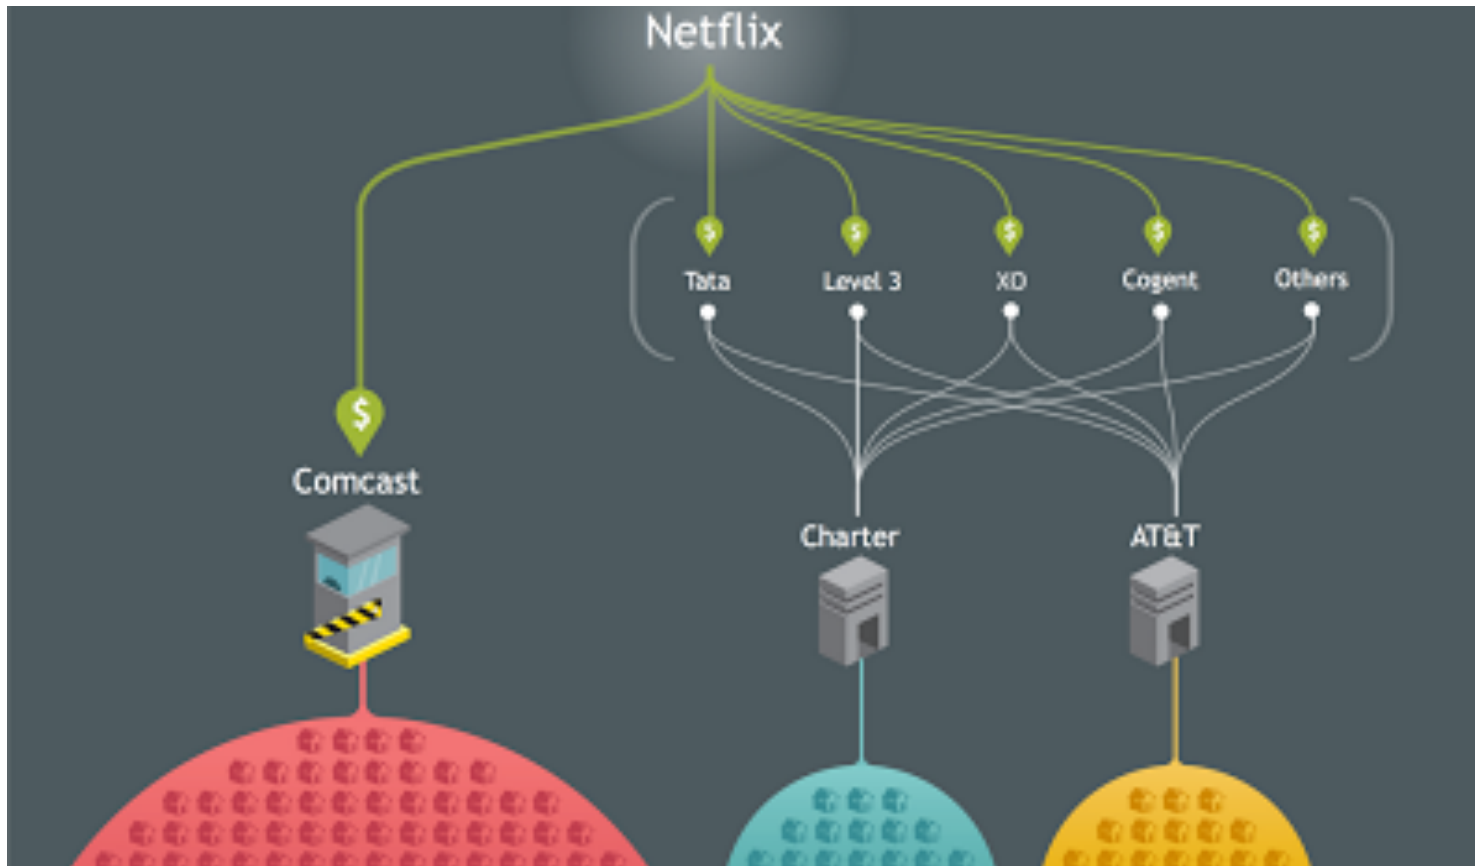 Netflix
$
$
$
$
$
Tata
Level 3
XO
Cogent
Others
$
Comcast
Charter
AT&T